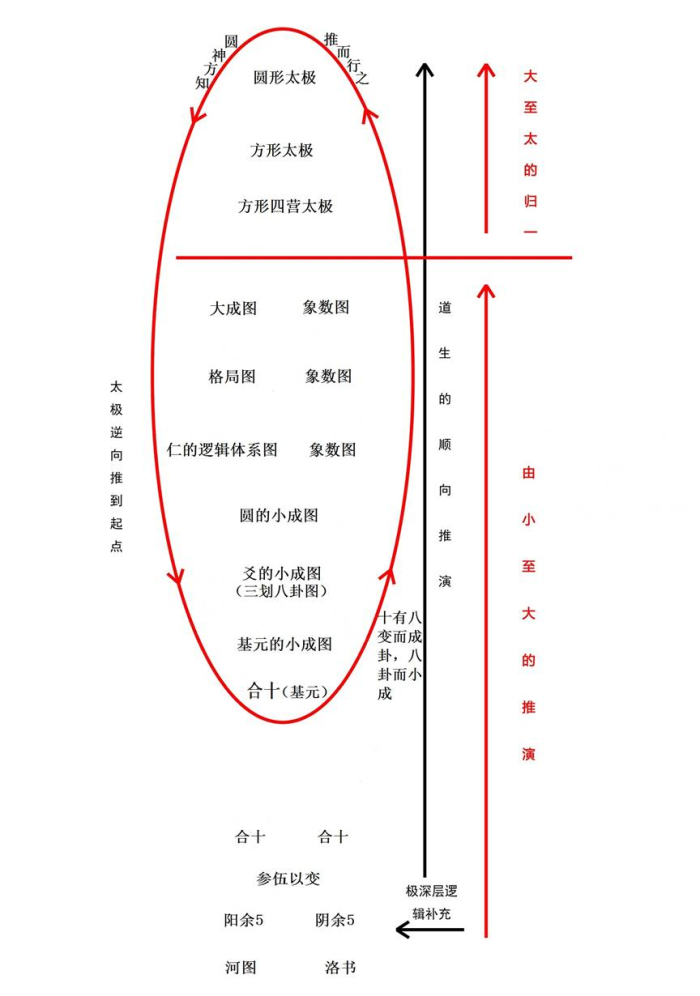 圆神方知
推而行之
圆形太极
方形太极
方形四营太极
大至太的归一
大成图 象数图
格局图 象数图
仁的逻辑体系图 象数图
圆的小成图
爻的小成图
（三划八卦图）
基元的小成图
合十（基元）
十有八
变而成
卦，八
卦而小
成
太极逆向推到起点
道生的顺向推演
由小至大的推演
合十 合十
参伍以变
阳余5 阴余5
河图 洛书
极深层逻
辑补充